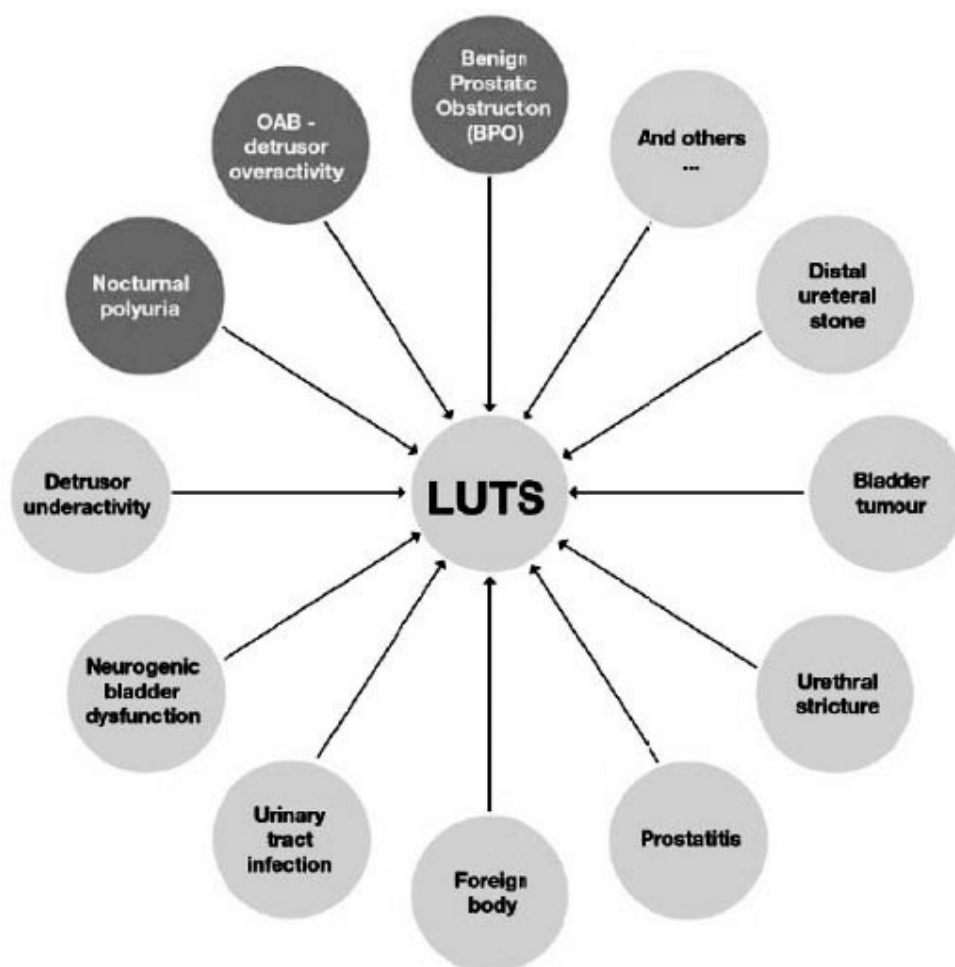 Benign
Prostatic
Obstruction
(BPO)
And others
...
Distal
ureteral
stone
Bladder
tumour
Urethral
stricture
Prostatitis
Foreign
body
Urinary
tract
infection
Neurogenic
bladder
dysfunction
Detrusor
underactivity
Nocturnal
polyuria
OAB -
detrusor
overactivity
LUTS